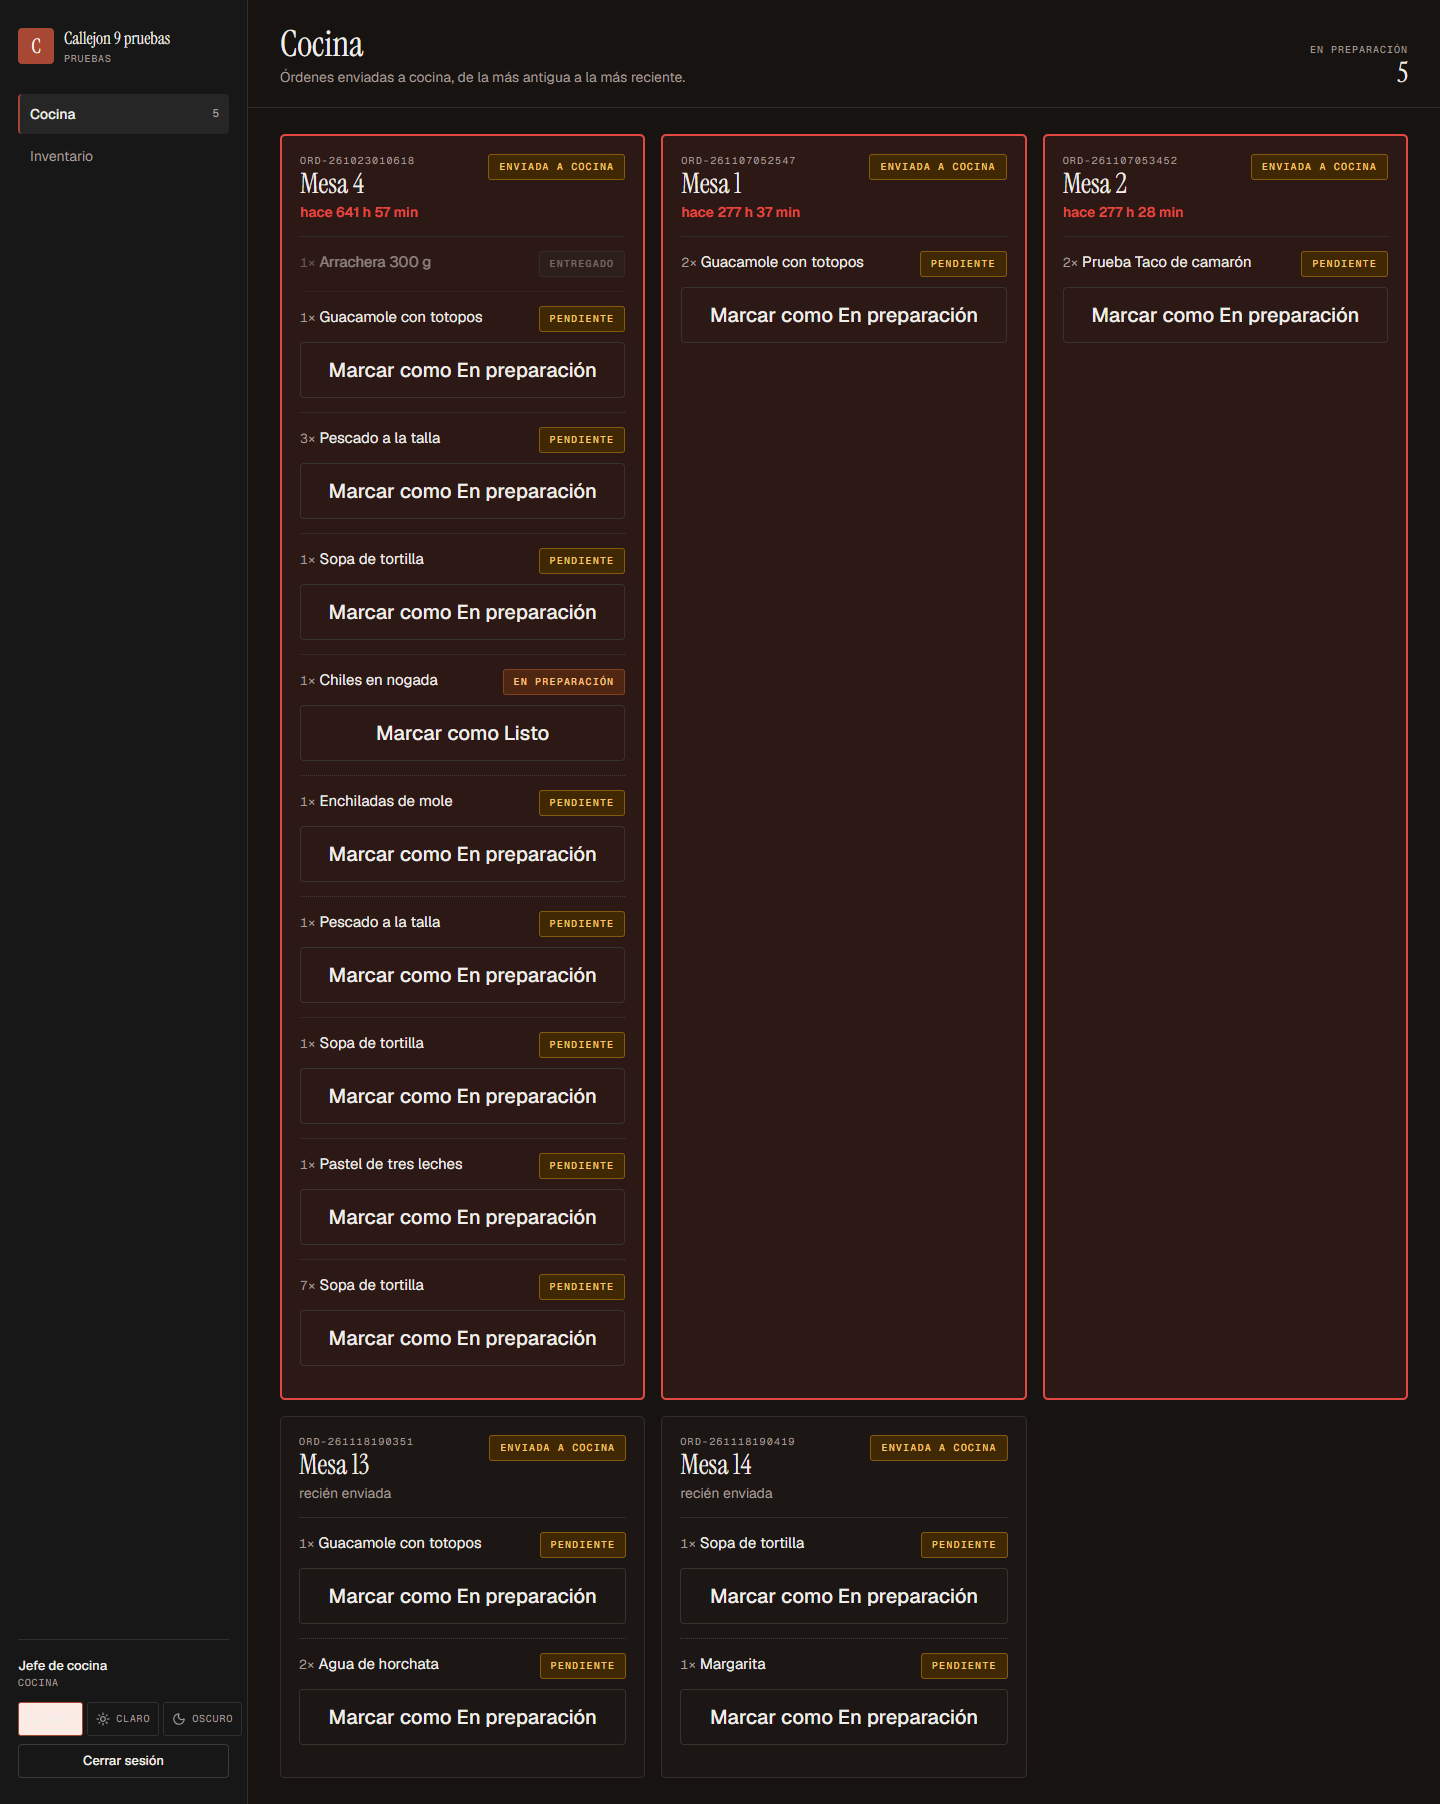 C
Callejon 9 pruebas
PRUEBAS
Cocina 5
Inventario
Cocina
Órdenes enviadas a cocina, de la más antigua a la más reciente.
EN PREPARACIÓN
5
ORD-261023010618
ENVIADA A COCINA
Mesa 4
hace 641 h 57 min
1× Arrachera 300 g ENTREGADO
1× Guacamole con totopos PENDIENTE
Marcar como En preparación
3× Pescado a la talla PENDIENTE
Marcar como En preparación
1× Sopa de tortilla PENDIENTE
Marcar como En preparación
1× Chiles en nogada EN PREPARACIÓN
Marcar como Listo
1× Enchiladas de mole PENDIENTE
Marcar como En preparación
1× Pescado a la talla PENDIENTE
Marcar como En preparación
1× Sopa de tortilla PENDIENTE
Marcar como En preparación
1× Pastel de tres leches PENDIENTE
Marcar como En preparación
7× Sopa de tortilla PENDIENTE
Marcar como En preparación
ORD-261107052547
ENVIADA A COCINA
Mesa 1
hace 277 h 37 min
2× Guacamole con totopos PENDIENTE
Marcar como En preparación
ORD-261107053452
ENVIADA A COCINA
Mesa 2
hace 277 h 28 min
2× Prueba Taco de camarón PENDIENTE
Marcar como En preparación
ORD-261118190351
ENVIADA A COCINA
Mesa 13
recién enviada
1× Guacamole con totopos PENDIENTE
Marcar como En preparación
2× Agua de horchata PENDIENTE
Marcar como En preparación
ORD-261118190419
ENVIADA A COCINA
Mesa 14
recién enviada
1× Sopa de tortilla PENDIENTE
Marcar como En preparación
1× Margarita PENDIENTE
Marcar como En preparación
Jefe de cocina
COCINA
CLARO
OSCURO
Cerrar sesión